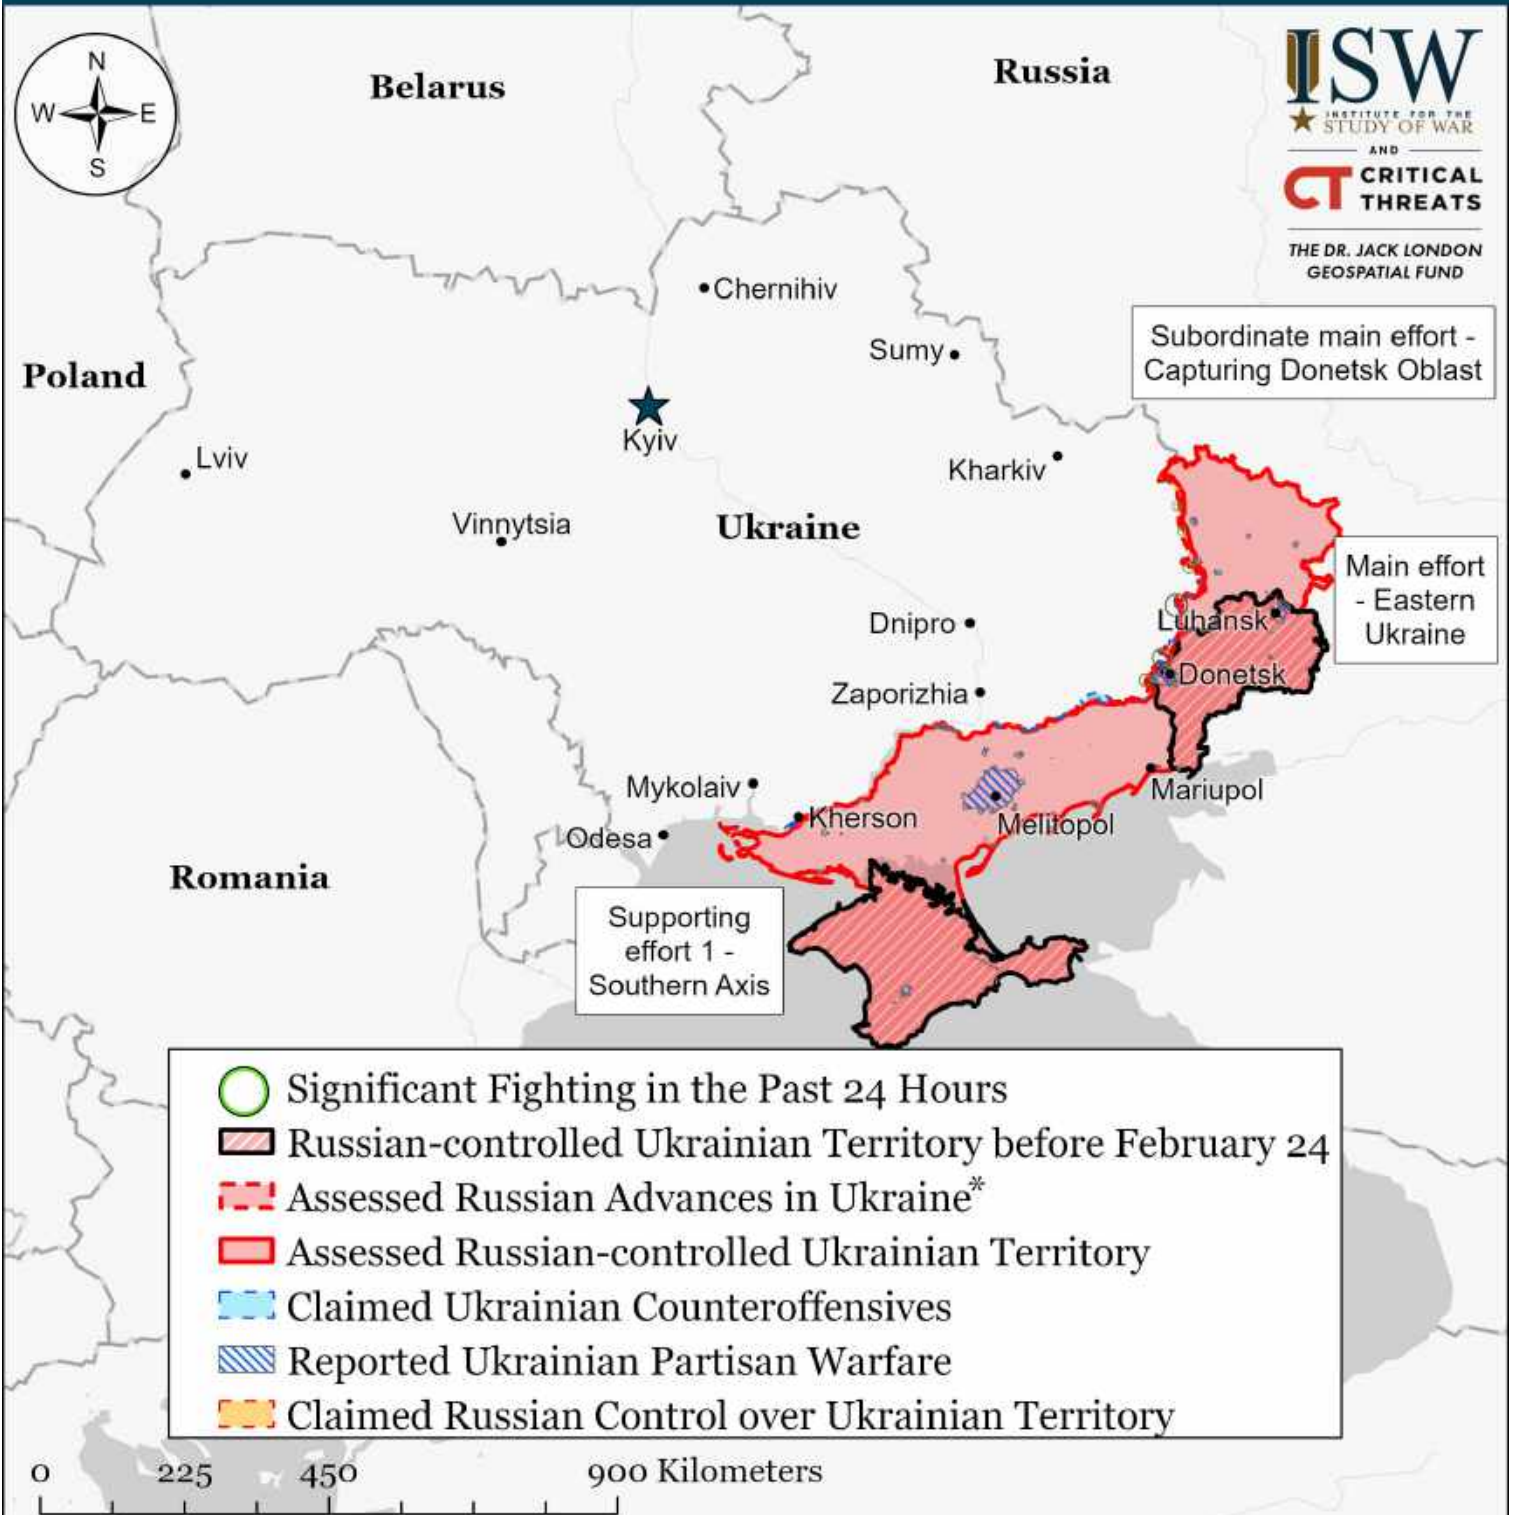 N
W E
S
Belarus
Russia
ISW
INSTITUTE FOR THE
STUDY OF WAR
AND
CT CRITICAL
THREATS
THE DR. JACK LONDON
GEOSPATIAL FUND
Chernihiv
Subordinate main effort -
Capturing Donetsk Oblast
Sumy
Poland
Kyiv
Lviv
Kharkiv
Vinnytsia
Ukraine
Main effort
- Eastern
Ukraine
Dnipro
Luhansk
Donetsk
Zaporizhia
Mykolaiv
Mariupol
Kherson
Melitopol
Odesa
Romania
Supporting
effort 1 -
Southern Axis
Significant Fighting in the Past 24 Hours
Russian-controlled Ukrainian Territory before February 24
Assessed Russian Advances in Ukraine*
Assessed Russian-controlled Ukrainian Territory
Claimed Ukrainian Counteroffensives
Reported Ukrainian Partisan Warfare
Claimed Russian Control over Ukrainian Territory
0 225 450 900 Kilometers